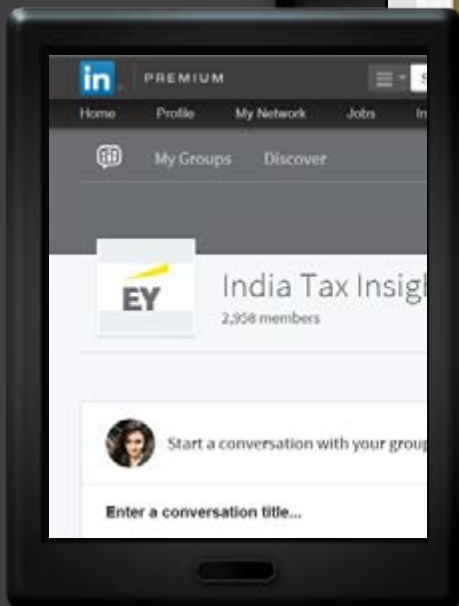 in PREMIUM
Home Profile My Network Jobs In
My Groups Discover
EY
India Tax Insig
2,958 members
Start a conversation with your group
Enter a conversation title...